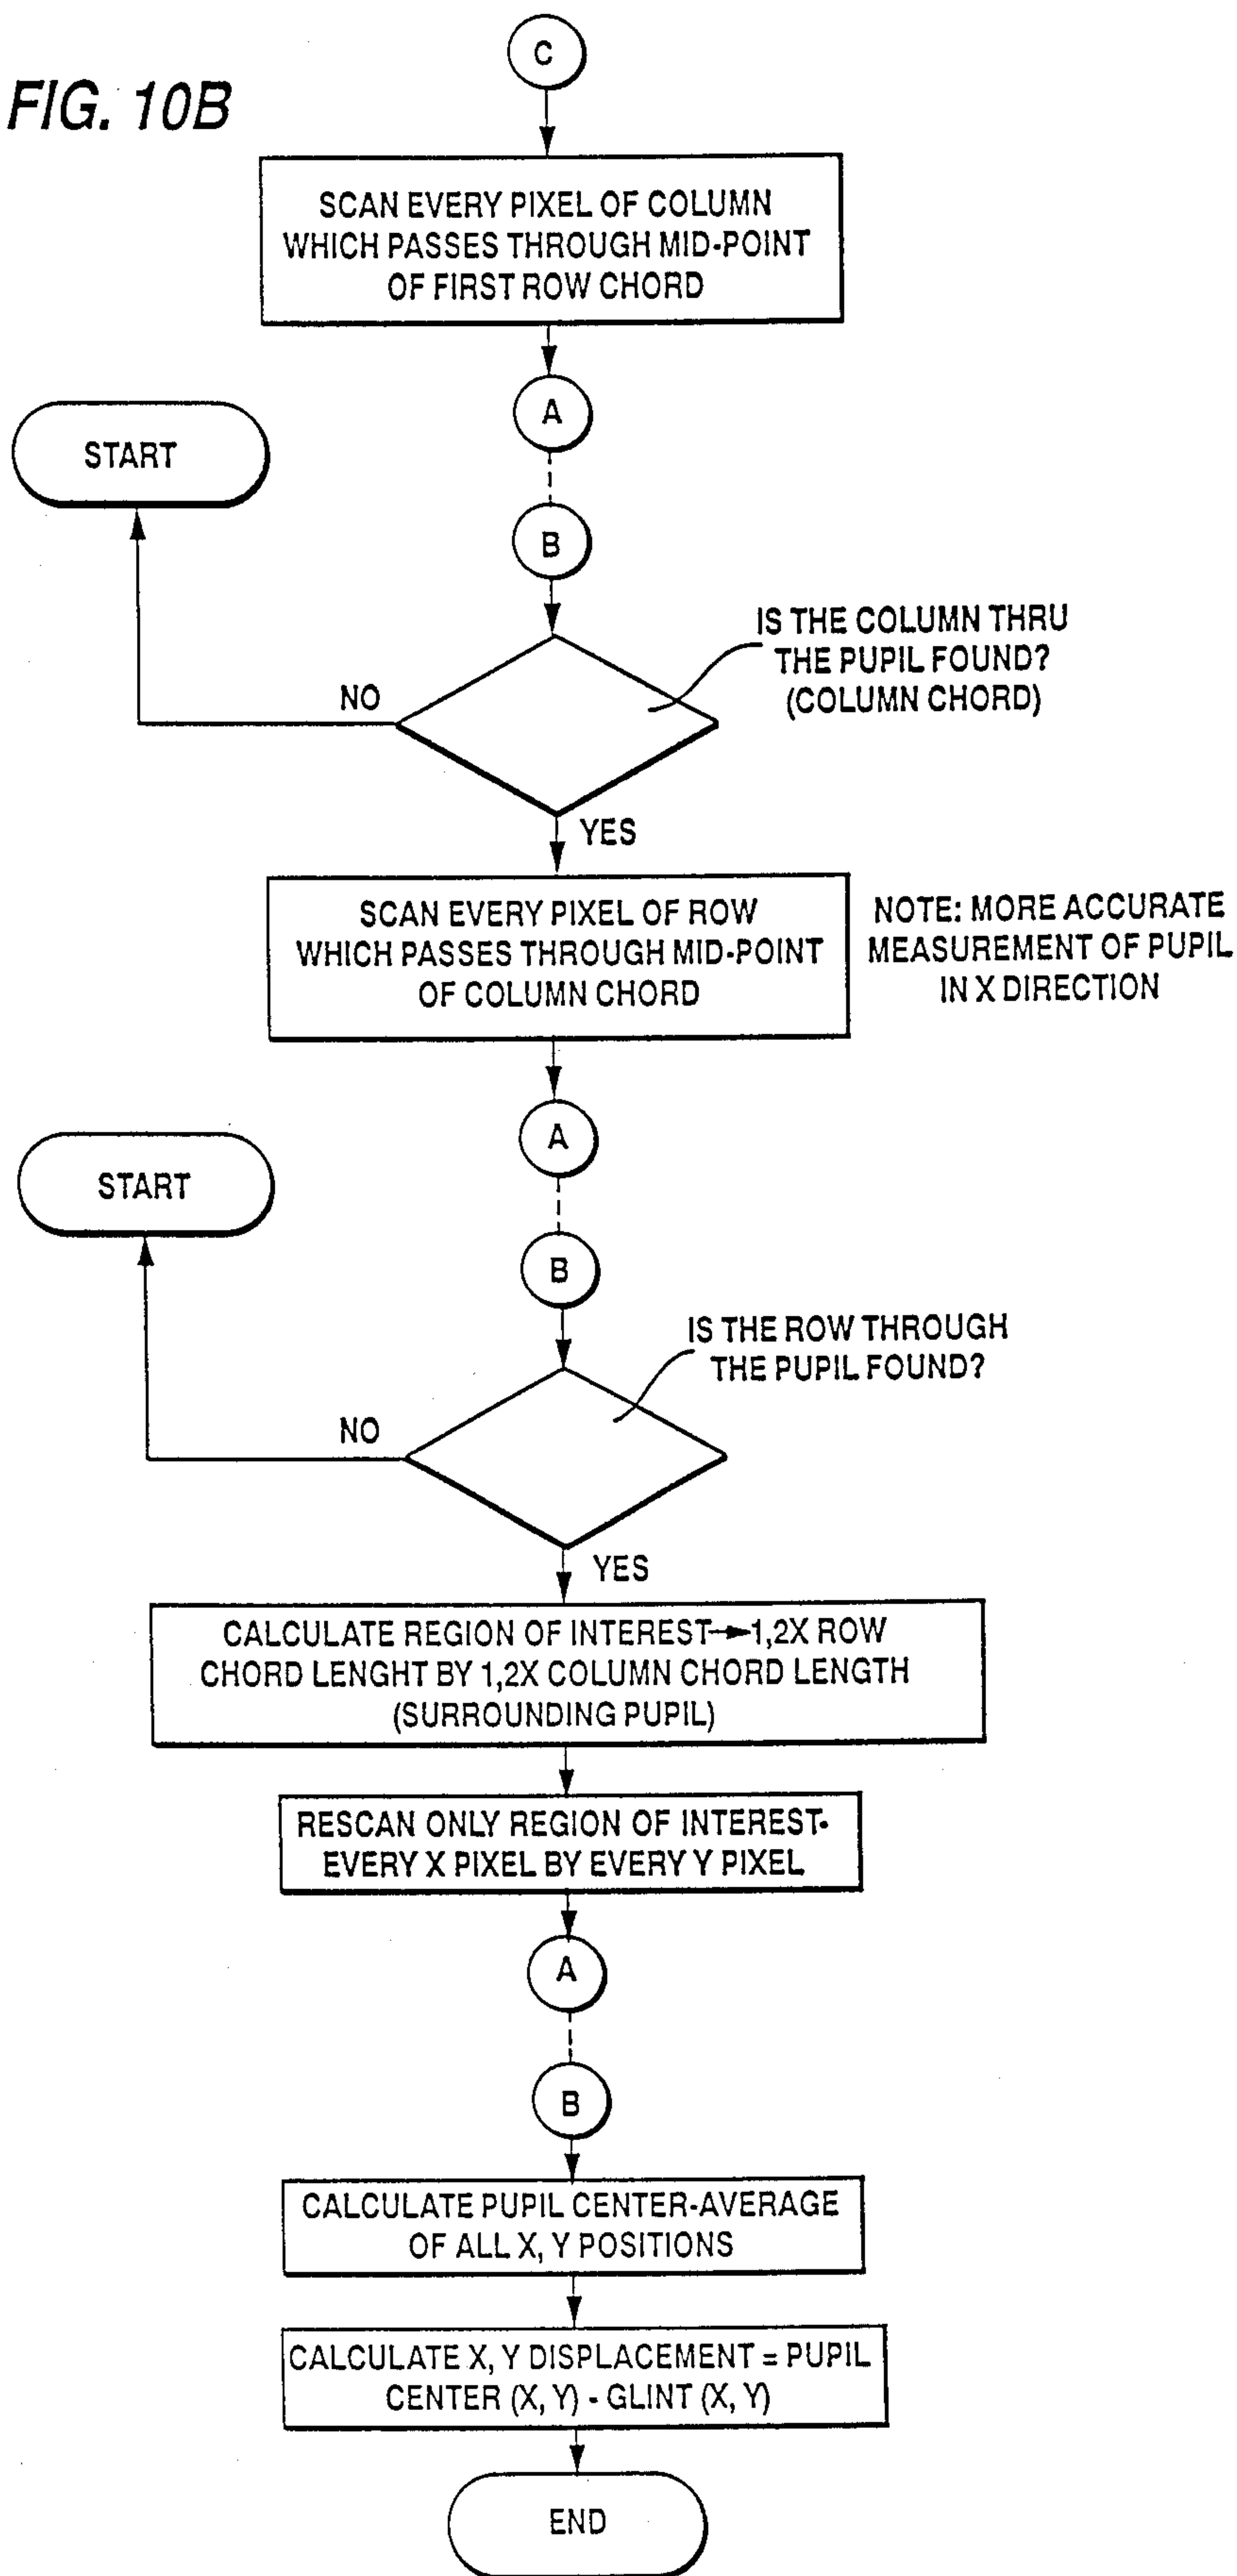 C
FIG. 10B
SCAN EVERY PIXEL OF COLUMN
WHICH PASSES THROUGH MID-POINT
OF FIRST ROW CHORD
A
START
B
IS THE COLUMN THRU
THE PUPIL FOUND?
(COLUMN CHORD)
NO
YES
SCAN EVERY PIXEL OF ROW
WHICH PASSES THROUGH MID-POINT
OF COLUMN CHORD
NOTE: MORE ACCURATE
MEASUREMENT OF PUPIL
IN X DIRECTION
A
START
B
IS THE ROW THROUGH
THE PUPIL FOUND?
NO
YES
CALCULATE REGION OF INTEREST→1,2X ROW
CHORD LENGHT BY 1,2X COLUMN CHORD LENGTH
(SURROUNDING PUPIL)
RESCAN ONLY REGION OF INTEREST-
EVERY X PIXEL BY EVERY Y PIXEL
A
B
CALCULATE PUPIL CENTER-AVERAGE
OF ALL X, Y POSITIONS
CALCULATE X, Y DISPLACEMENT = PUPIL
CENTER (X, Y) - GLINT (X, Y)
END